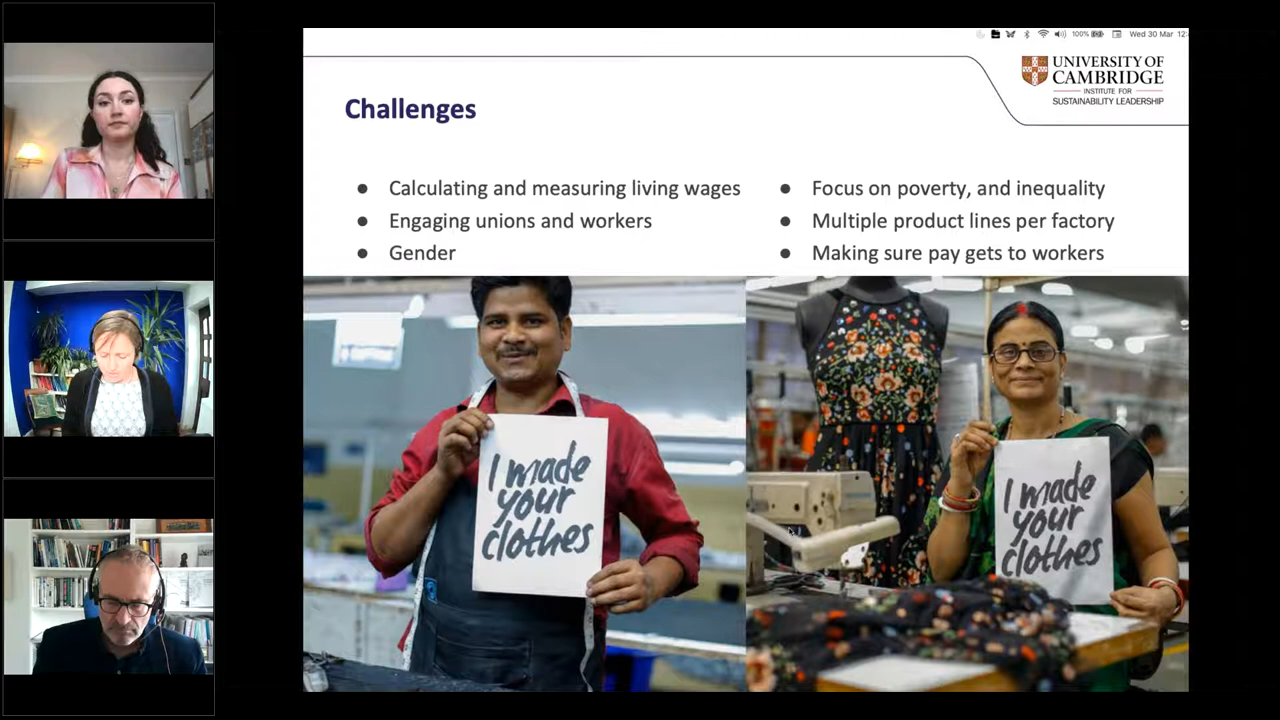 100% Wed 30 Mar 12:
UNIVERSITY OF
CAMBRIDGE
INSTITUTE FOR
SUSTAINABILITY LEADERSHIP
Challenges
● Calculating and measuring living wages
● Engaging unions and workers
● Gender
● Focus on poverty, and inequality
● Multiple product lines per factory
● Making sure pay gets to workers
I made
your
clothes
I made
your
clothes